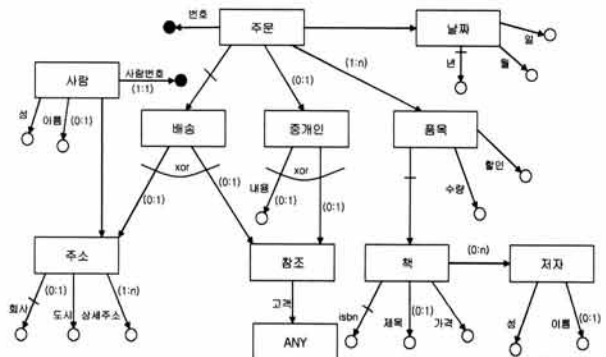 번호
주문
날짜
일
월
년
사람
사람번호
(1:1)
(0:1)
(1:n)
성
이름
(0:1)
배송
중개인
품목
할인
수량
xor
(0:1)
(0:1)
xor
내용
(0:1)
(0:1)
주소
참조
책
(0:n)
저자
회사
(0:1)
도시
상세주소
(1:n)
고객
ANY
isbn
제목
(0:1)
가격
성
이름
(0:1)